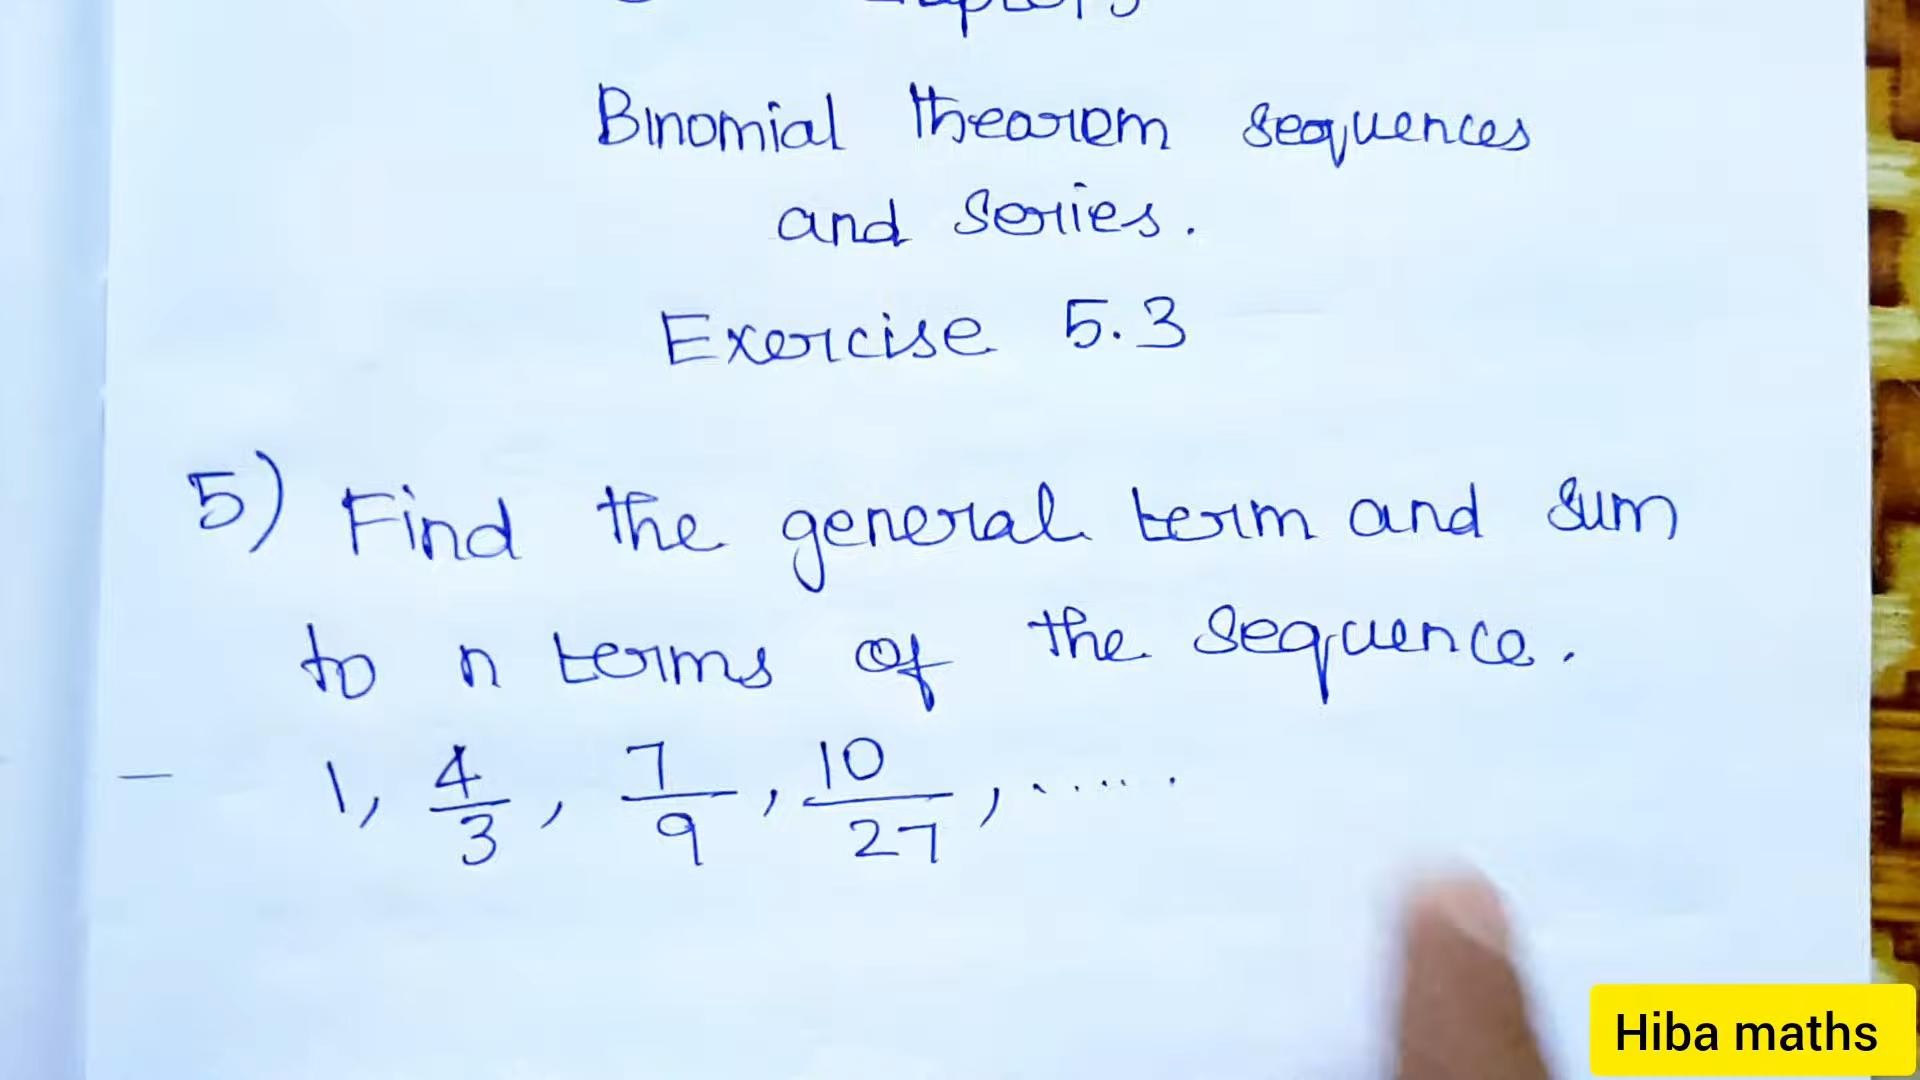 Binomial thearem sequences
and series.
Exercise 5.3
5) Find the general term and sum
to n terms of the sequence.
1, 4/3, 7/9, 10/27, ......
Hiba maths